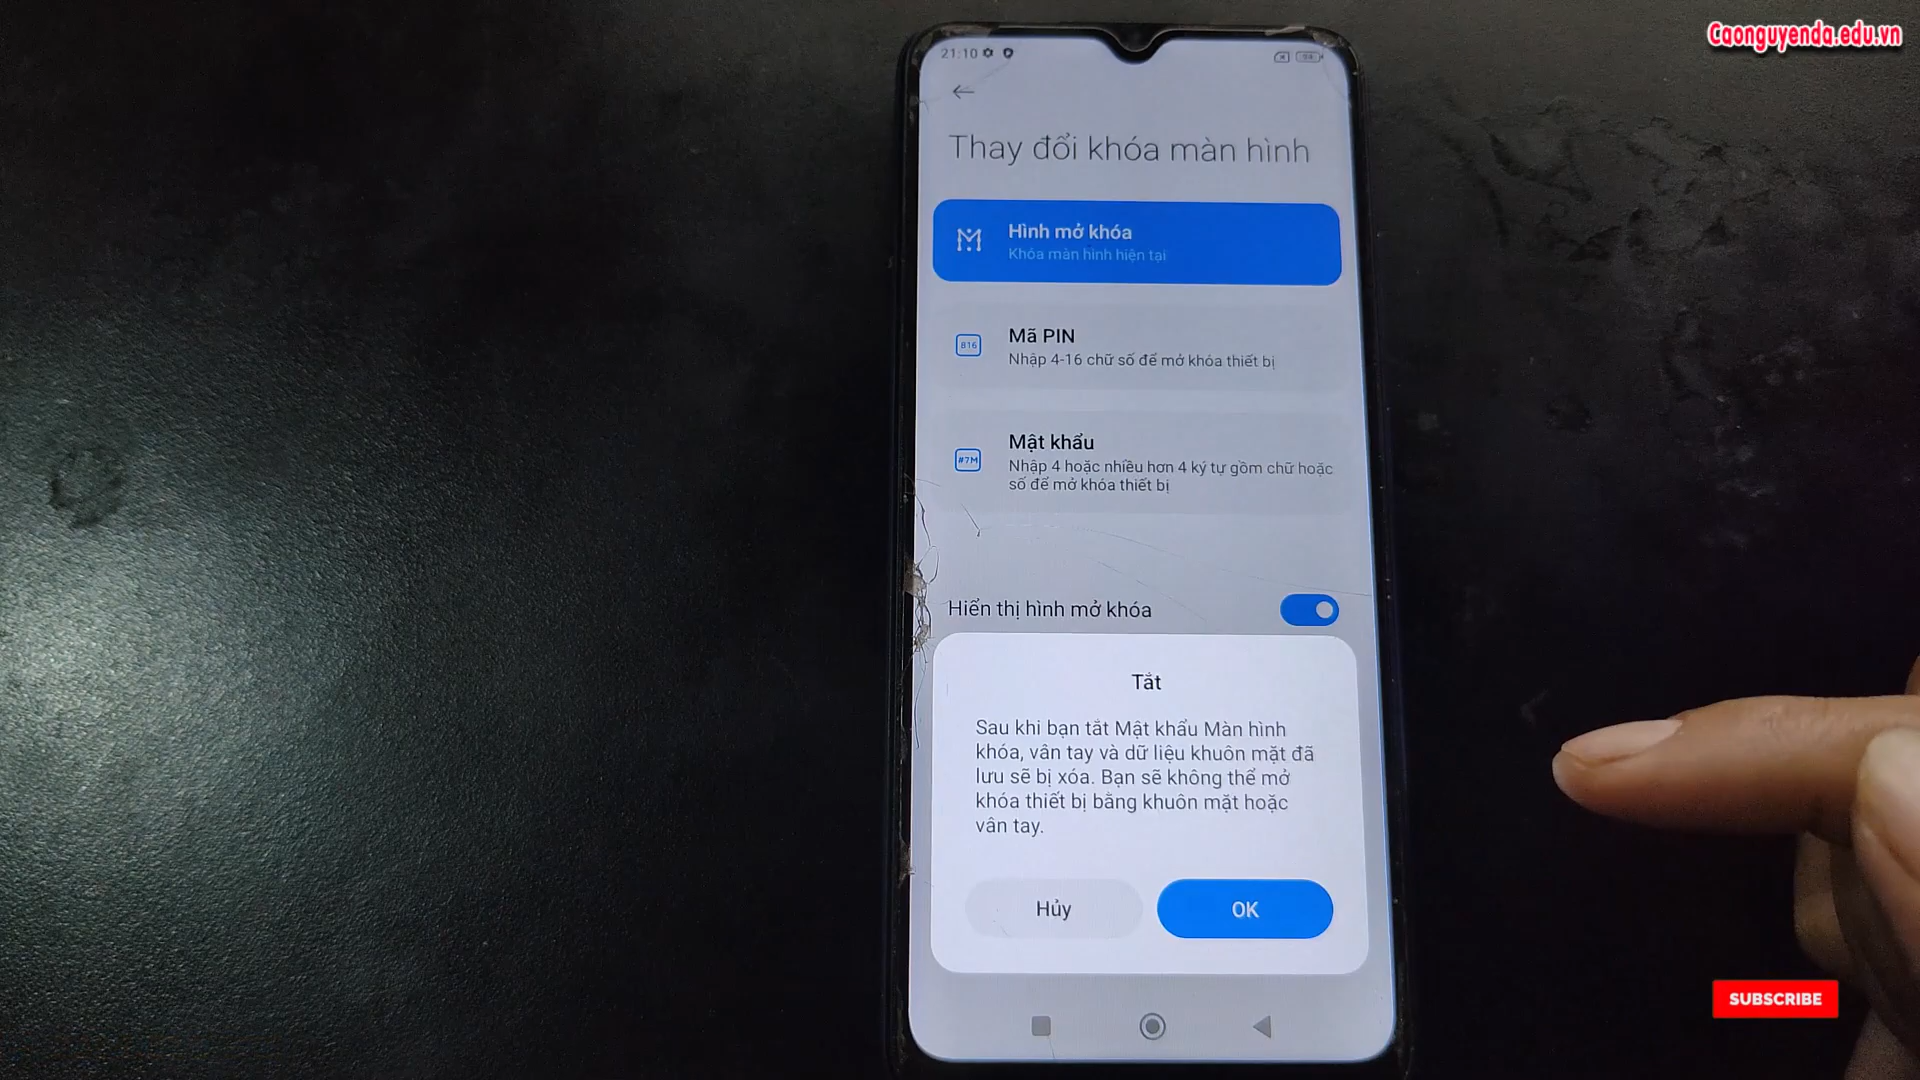 Caonguyenda.edu.vn
21:10
Thay đổi khóa màn hình
Hình mở khóa
Khóa màn hình hiện tại
816
Mã PIN
Nhập 4-16 chữ số để mở khóa thiết bị
Mật khẩu
#7M
Nhập 4 hoặc nhiều hơn 4 ký tự gồm chữ hoặc
số để mở khóa thiết bị
Hiển thị hình mở khóa
Tắt
Sau khi bạn tắt Mật khẩu Màn hình
khóa, vân tay và dữ liệu khuôn mặt đã
lưu sẽ bị xóa. Bạn sẽ không thể mở
khóa thiết bị bằng khuôn mặt hoặc
vân tay.
Hủy
OK
SUBSCRIBE